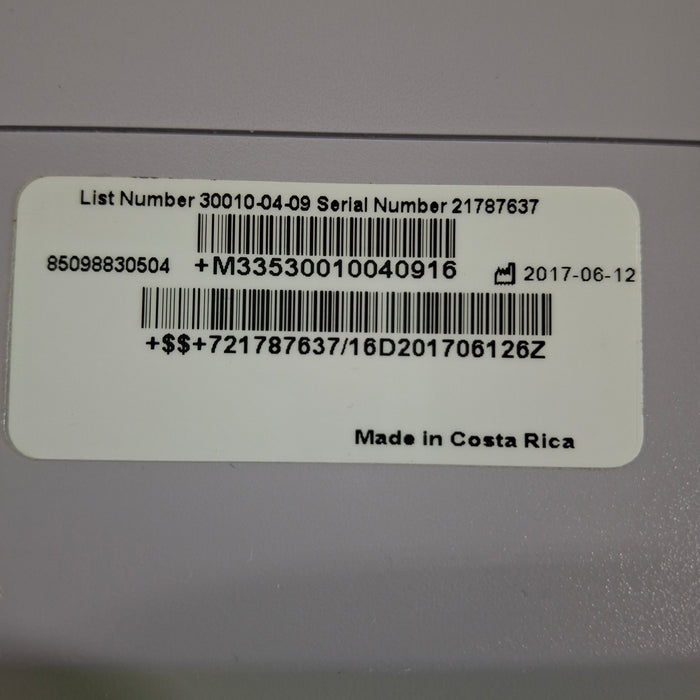 List Number 30010-04-09 Serial Number 21787637
85098830504 +M33530010040916 2017-06-12
+$$+721787637/16D201706126Z
Made in Costa Rica